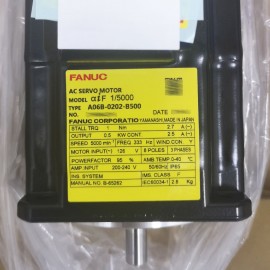 FANUC
AC SERVO MOTOR
MODEL αiF 1/5000
TYPE A06B-0202-B500
NO.
FANUC CORPORATION YAMANASHI, MADE IN JAPAN
STALL TRQ. 1 Nm 2.7 A(~)
OUTPUT 0.5 kW CONT. 2.5 A(~)
SPEED 5000 min FREQ. 333 Hz WIND.CON. Y
MOTOR INPUT(~) 126 V 8 POLES 3 PHASES
POWERFACTOR 95 % AMB.TEMP. 0-40 °C
AMP.INPUT 200-240 V 50/60Hz IP65
INS. SYSTEM INS. CLASS F
MANUAL NO. B-65262 IEC60034-1 2.8 Kg